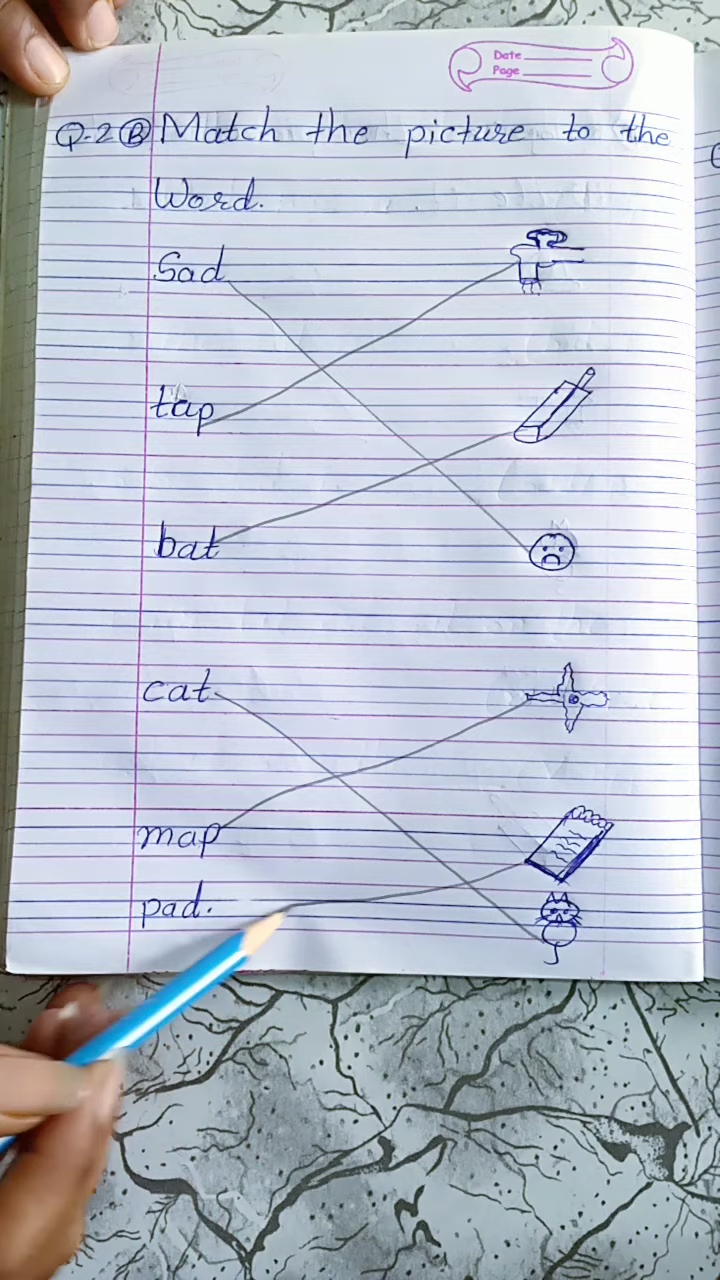 Date
Page
Q-2 B Match the picture to the
Word.
Sad
tap
bat
cat
map
pad.